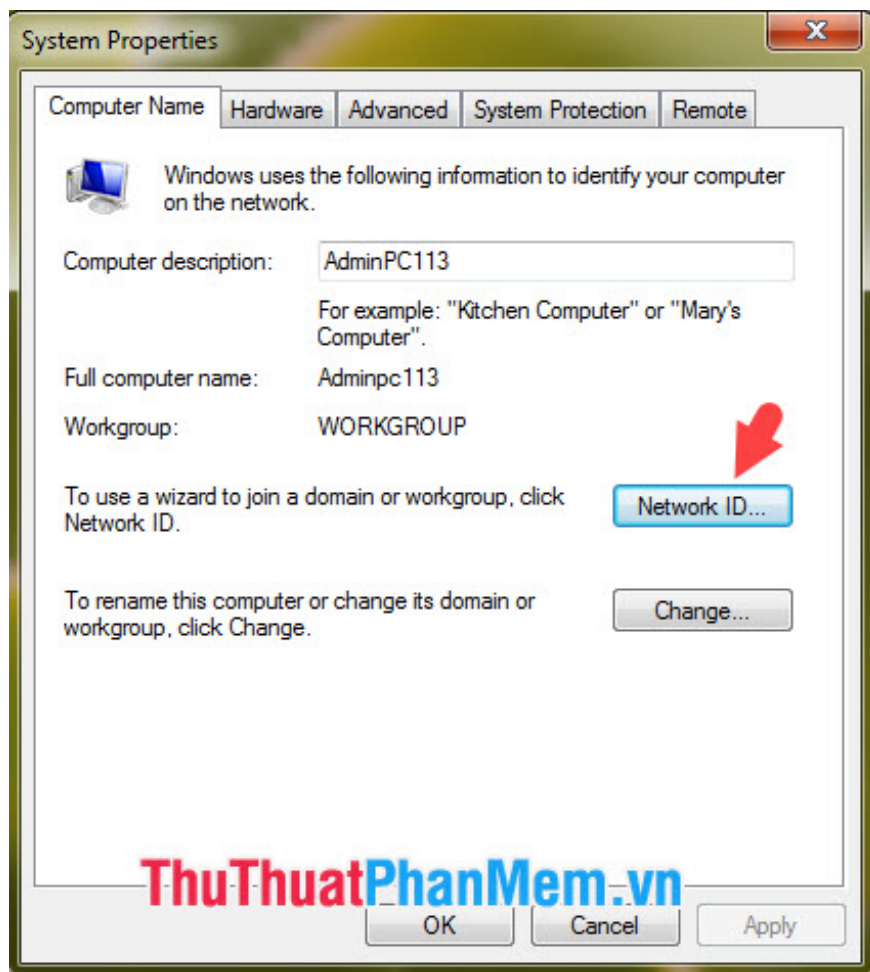 System Properties
Computer Name Hardware Advanced System Protection Remote
Windows uses the following information to identify your computer
on the network.
Computer description: AdminPC113
For example: "Kitchen Computer" or "Mary's
Computer".
Full computer name: Adminpc113
Workgroup: WORKGROUP
To use a wizard to join a domain or workgroup, click
Network ID.
Network ID...
To rename this computer or change its domain or
workgroup, click Change.
Change...
ThuThuatPhanMem.vn
OK Cancel Apply